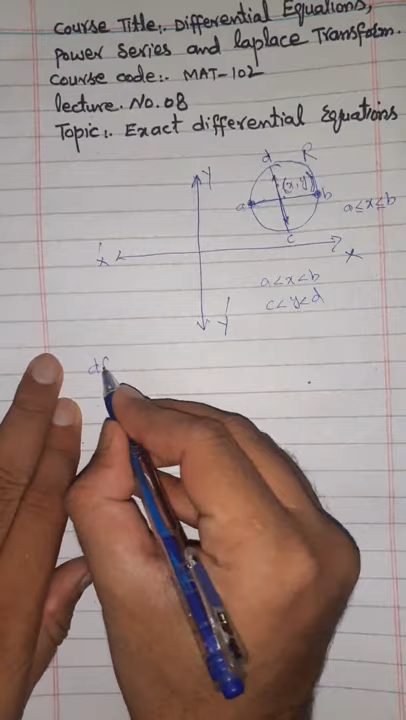 Course Title:. Differential Equations,
Power Series and laplace Transform.
Course code:. MAT-102
lecture. No. 08
Topic:. Exact differential Equations
Y
d R
(x,y)
a b
a≤x≤b
c
X' X
a<x<b
c<y<d
Y'
df